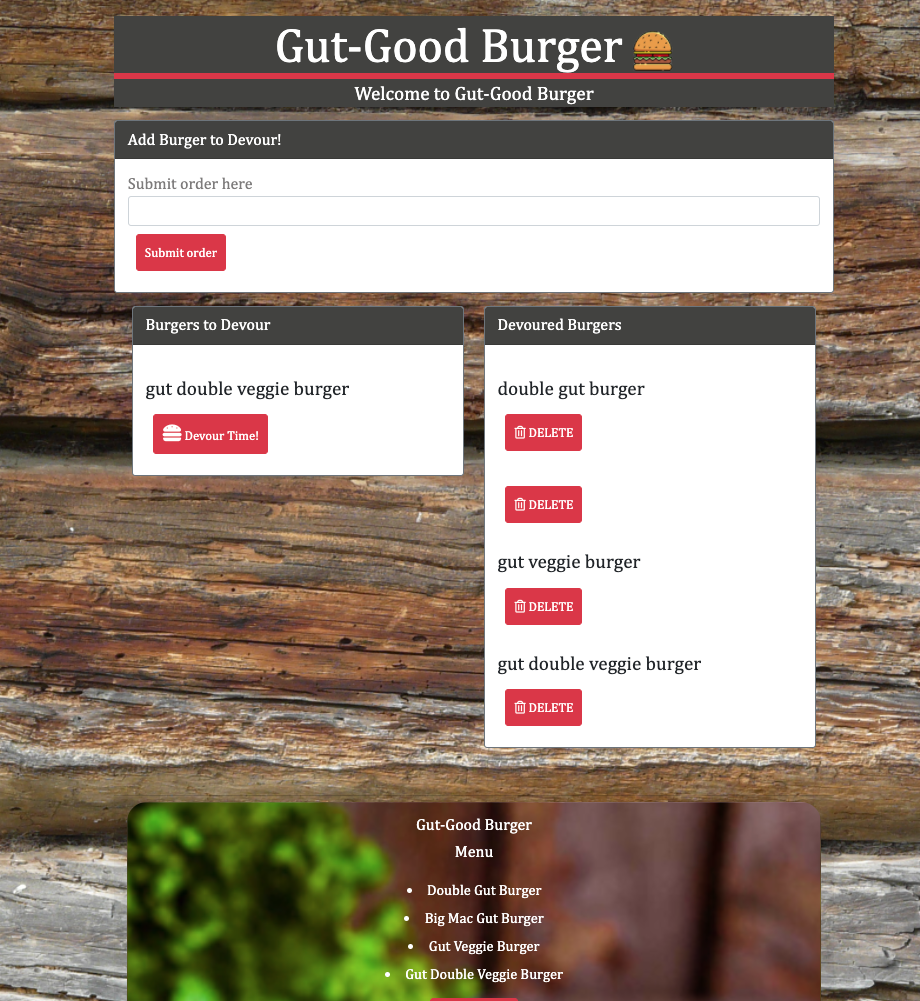 Gut-Good Burger
Welcome to Gut-Good Burger
Add Burger to Devour!
Submit order here
Submit order
Burgers to Devour
gut double veggie burger
Devour Time!
Devoured Burgers
double gut burger
DELETE
DELETE
gut veggie burger
DELETE
gut double veggie burger
DELETE
Gut-Good Burger
Menu
Double Gut Burger
Big Mac Gut Burger
Gut Veggie Burger
Gut Double Veggie Burger